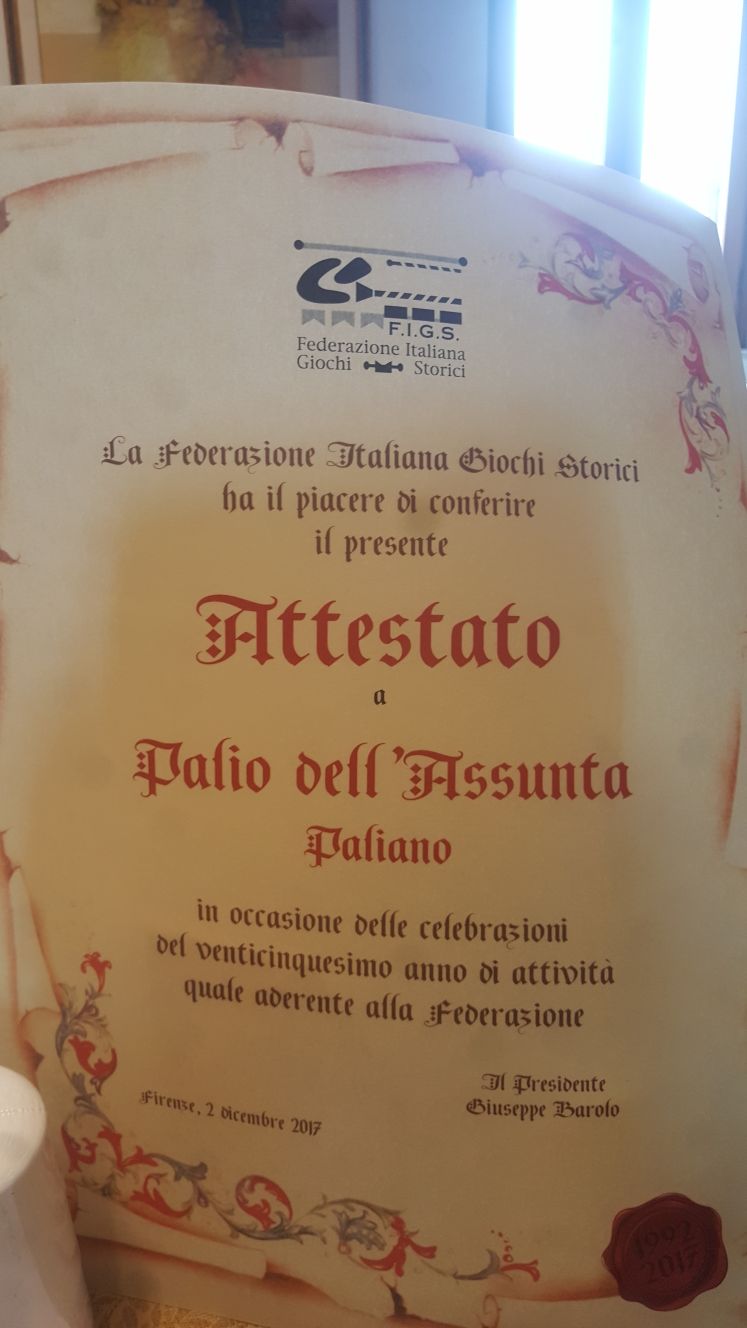 F.I.G.S.
Federazione Italiana
Giochi Storici
La Federazione Italiana Giochi Storici
ha il piacere di conferire
il presente
Attestato
a
Palio dell'Assunta
Paliano
in occasione delle celebrazioni
del venticinquesimo anno di attività
quale aderente alla Federazione
Il Presidente
Giuseppe Barolo
Firenze, 2 dicembre 2017
1992
2017